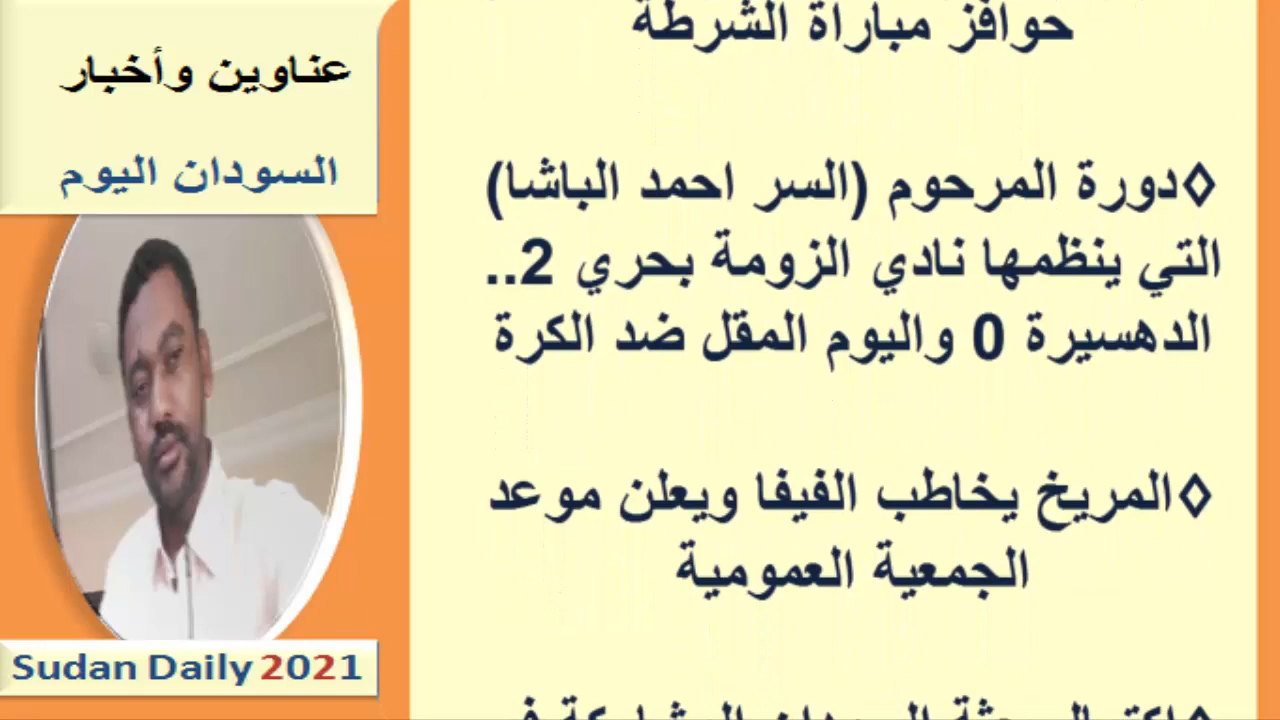 عناوين وأخبار
السودان اليوم
Sudan Daily 2021
حوافز مباراة الشرطة
◊دورة المرحوم (السر احمد الباشا)
التي ينظمها نادي الزومة بحري 2..
الدهسيرة 0 واليوم المقل ضد الكرة
◊المريخ يخاطب الفيفا ويعلن موعد
الجمعية العمومية